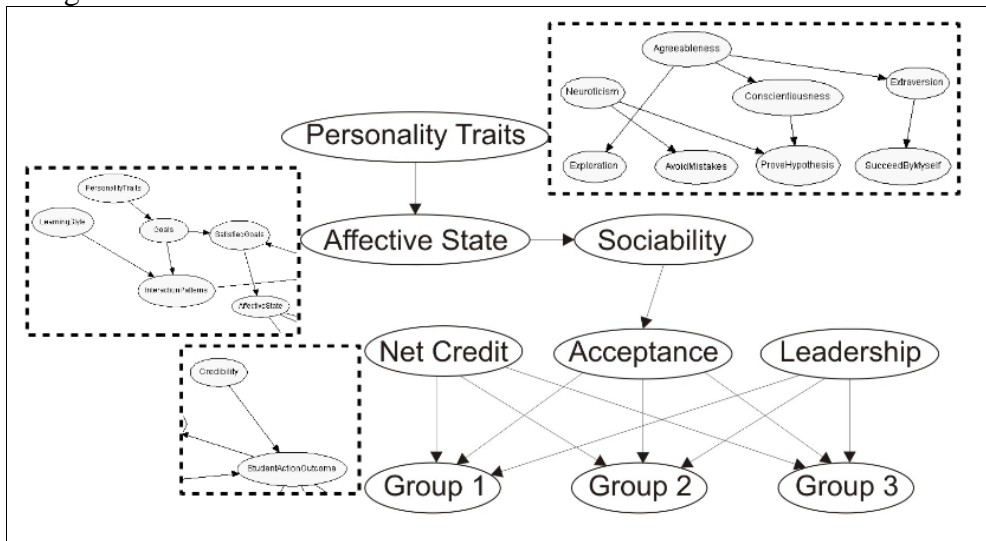 Agreeableness
Neuroticism
Extraversion
Conscientiousness
Exploration
AvoidMistakes
ProveHypothesis
SucceedByMyself
Personality Traits
PersonalityTraits
LearningStyle
Goals
SatisfiedGoals
InteractionPatterns
AffectiveState
Affective State
Sociability
Net Credit
Acceptance
Leadership
Credibility
StudentActionOutcome
Group 1
Group 2
Group 3